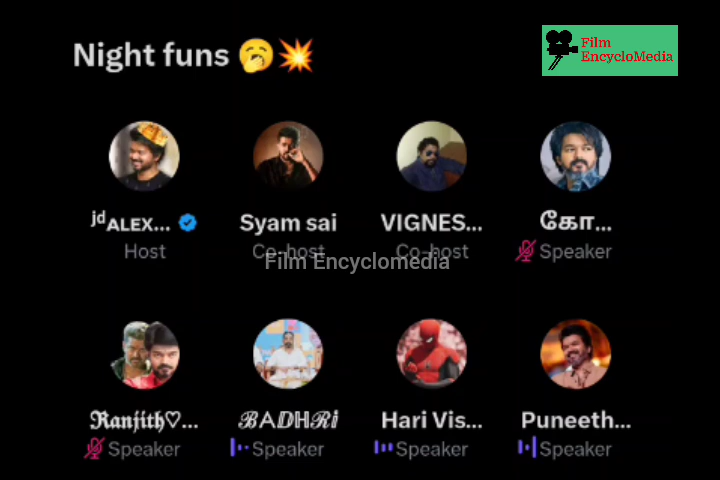 Night funs 🥱💥
Film
EncycloMedia
ʲᵈALEX... Syam sai VIGNES... கோ...
Host Co-host Co-host Speaker
Film Encyclomedia
ℜ𝔞𝔫𝔧𝔦𝔱𝔥♡... ℬADℍℛⅈ Hari Vis... Puneeth...
Speaker Speaker Speaker Speaker